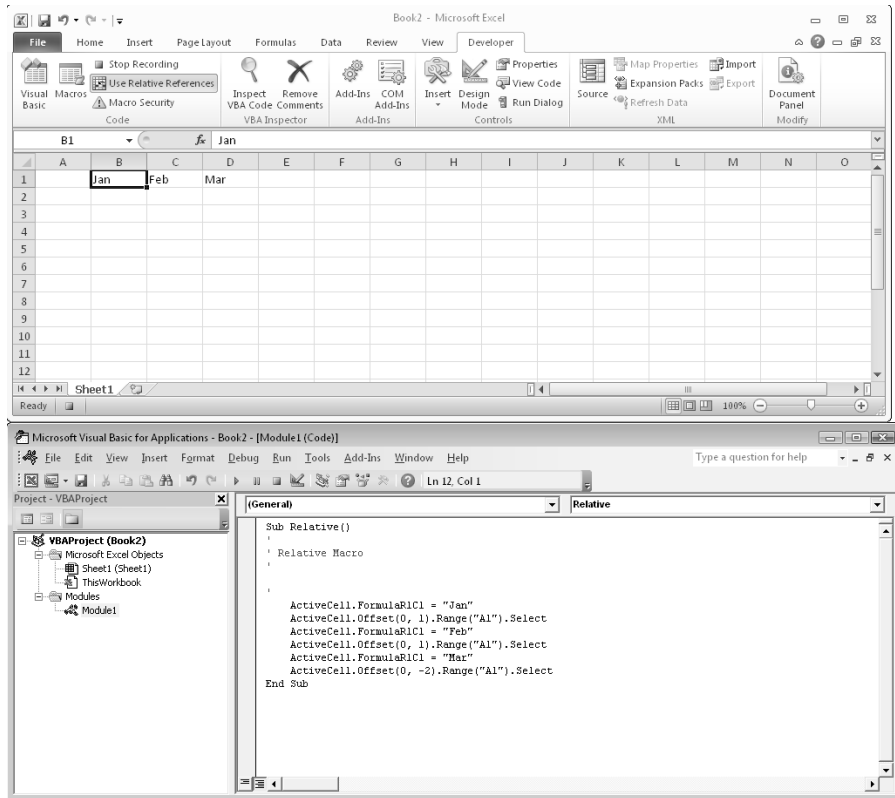 Book2 - Microsoft Excel
File Home Insert Page Layout Formulas Data Review View Developer
Visual Basic
Macros
Stop Recording
Use Relative References
Macro Security
Code
Inspect VBA Code
Remove Comments
VBA Inspector
Add-Ins
COM Add-Ins
Add-Ins
Insert
Design Mode
Properties
View Code
Run Dialog
Controls
Source
Map Properties
Expansion Packs
Refresh Data
Import
Export
XML
Document Panel
Modify
B1 fx Jan
A B C D E F G H I J K L M N O
1 Jan Feb Mar
2
3
4
5
6
7
8
9
10
11
12
Sheet1
Ready 100%
Microsoft Visual Basic for Applications - Book2 - [Module1 (Code)]
File Edit View Insert Format Debug Run Tools Add-Ins Window Help Type a question for help
Ln 12, Col 1
Project - VBAProject
VBAProject (Book2)
Microsoft Excel Objects
Sheet1 (Sheet1)
ThisWorkbook
Modules
Module1
(General) Relative
Sub Relative()
'
' Relative Macro
'
'
ActiveCell.FormulaR1C1 = "Jan"
ActiveCell.Offset(0, 1).Range("A1").Select
ActiveCell.FormulaR1C1 = "Feb"
ActiveCell.Offset(0, 1).Range("A1").Select
ActiveCell.FormulaR1C1 = "Mar"
ActiveCell.Offset(0, -2).Range("A1").Select
End Sub